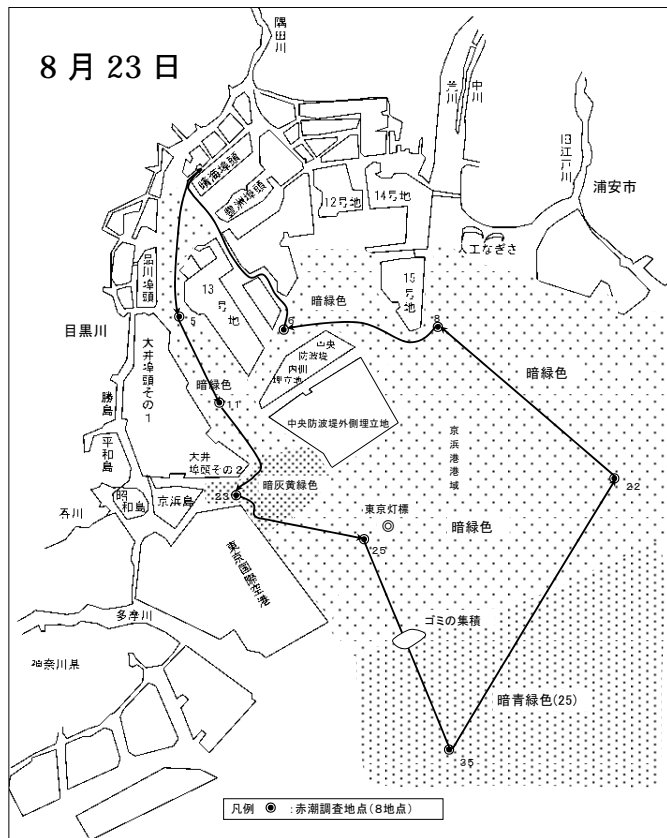 8月23日
隅田川
荒川
中川
旧江戸川
浦安市
晴海埠頭
豊洲埠頭
12号地
14号地
人工なぎさ
15号地
品川埠頭
13号地
暗緑色
5
6
8
目黒川
中央
防波堤
内側
埋立地
大井埠頭その1
暗緑色
11
暗緑色
中央防波堤外側埋立地
京浜港港域
勝島
平和島
大井
埠頭その2
暗灰黄緑色
昭和島
京浜島
23
22
呑川
東京灯標
暗緑色
25
東京国際空港
多摩川
ゴミの集積
神奈川県
暗青緑色(25)
35
凡例 ◉ :赤潮調査地点(8地点)